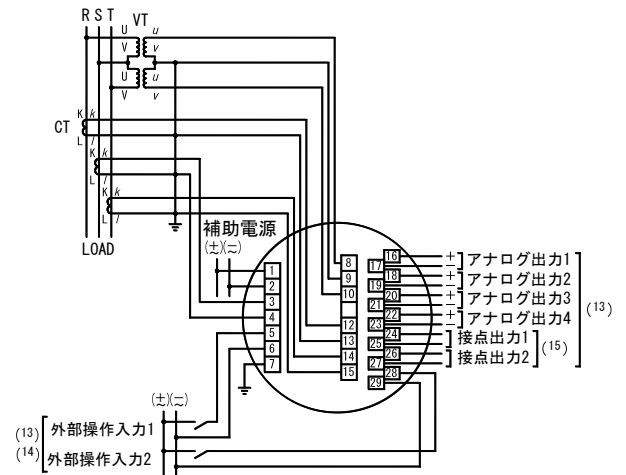 R S T
VT
U u
V v
U u
V v
K k
CT
L l
K k
L l
K k
L l
LOAD
補助電源
(±)(~)
1
2
3
4
5
6
7
8
9
10
12
13
14
15
16
17
18
19
20
21
22
23
24
25
26
27
28
29
+
−
アナログ出力1
+
−
アナログ出力2
+
−
アナログ出力3
+
−
アナログ出力4
接点出力1
接点出力2
(15)
(13)
(±)(~)
(13)
(14)
外部操作入力1
外部操作入力2